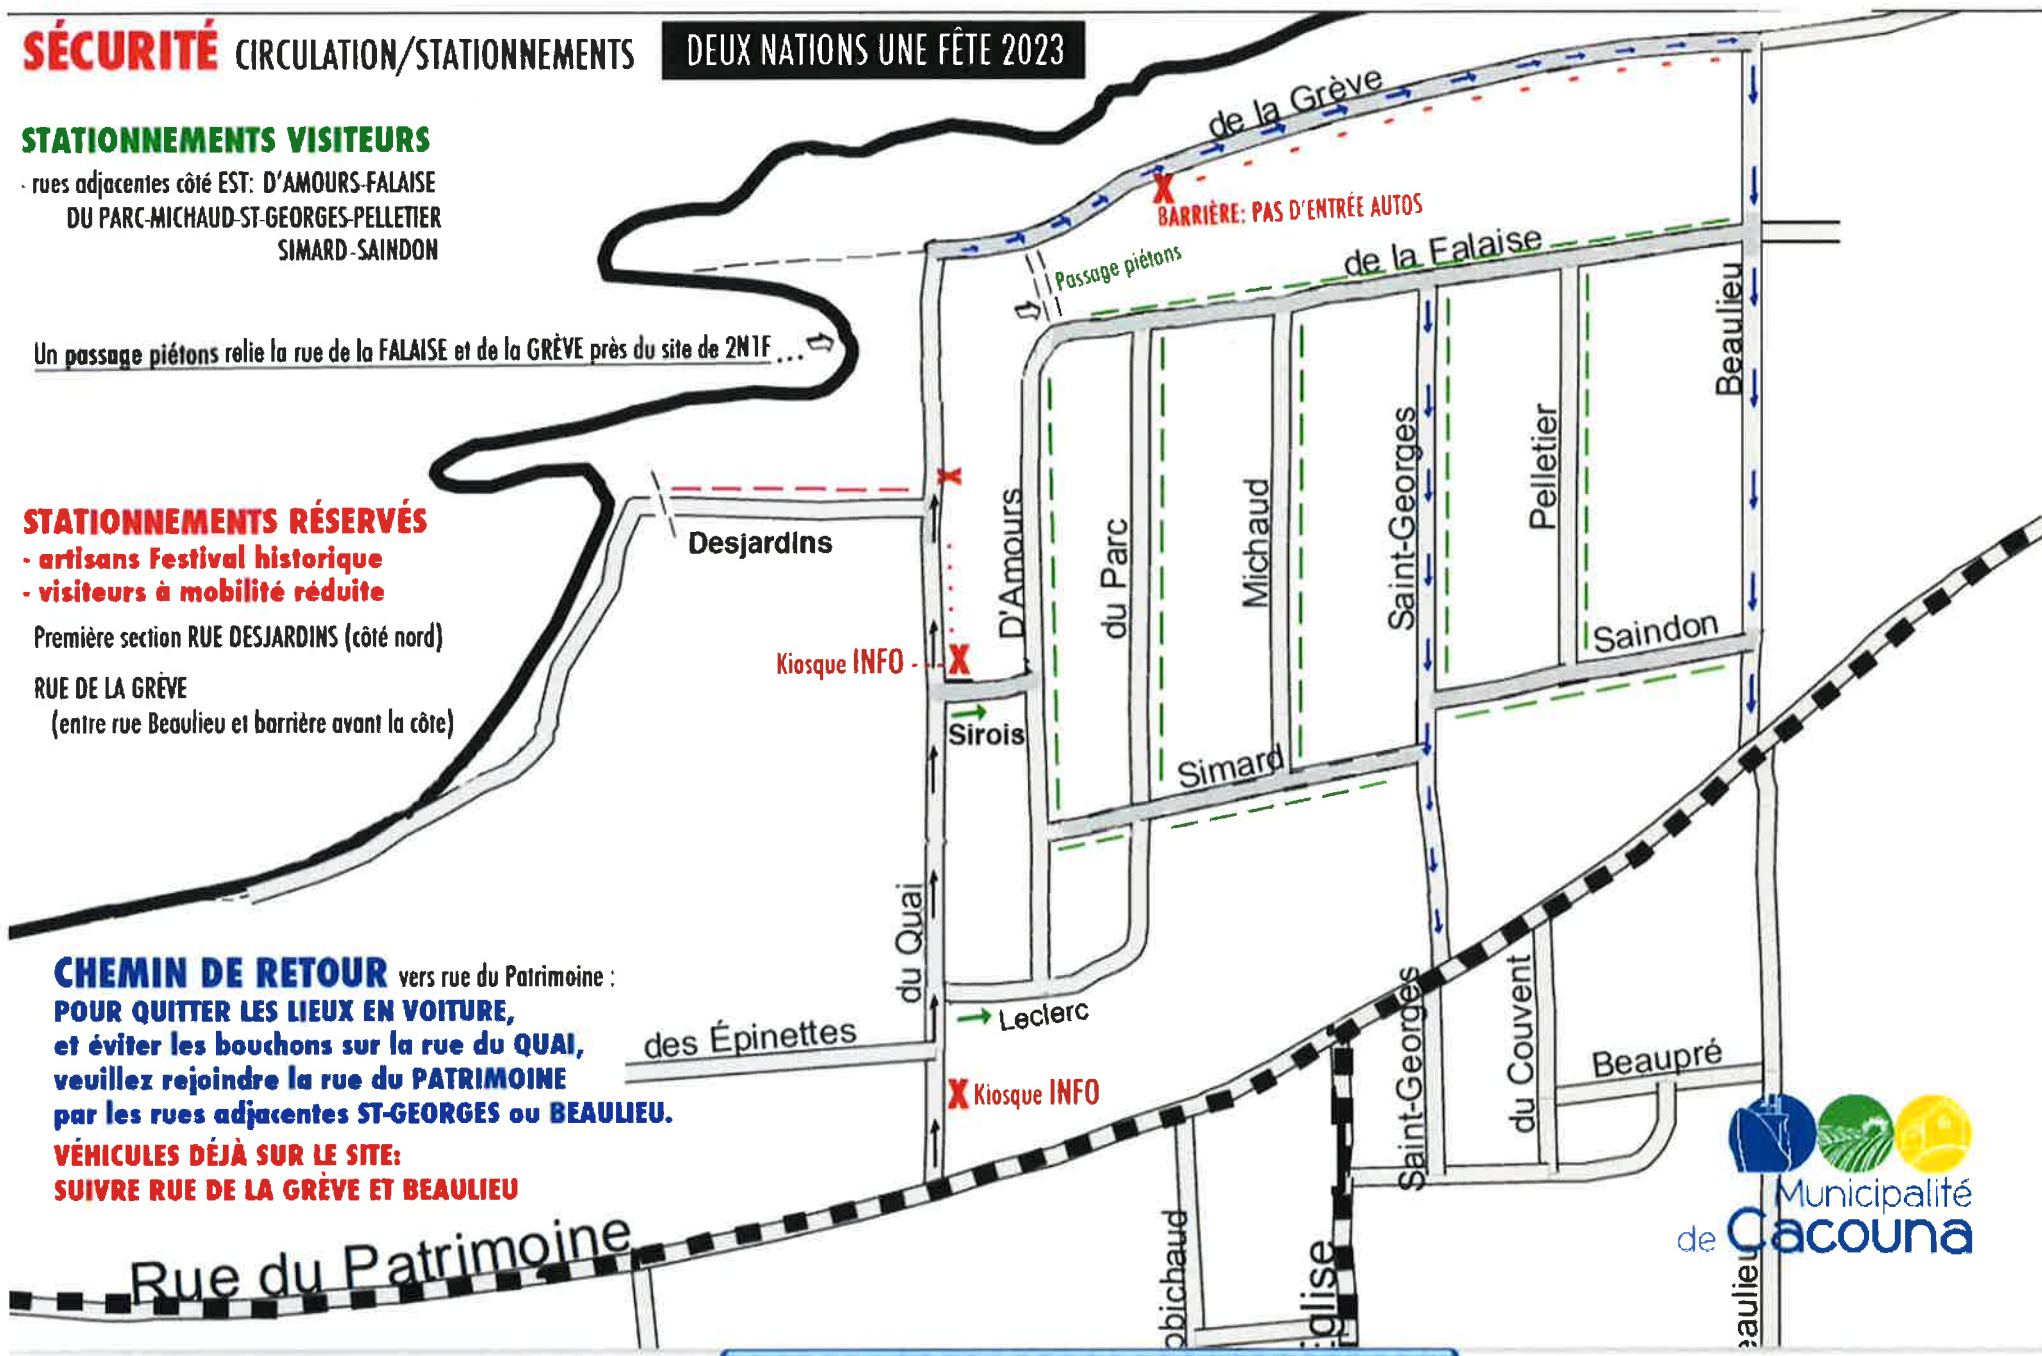 SÉCURITÉ CIRCULATION/STATIONNEMENTS
DEUX NATIONS UNE FÊTE 2023
STATIONNEMENTS VISITEURS
- rues adjacentes côté EST: D'AMOURS-FALAISE
DU PARC-MICHAUD-ST-GEORGES-PELLETIER
SIMARD-SAINDON
Un passage piétons relie la rue de la FALAISE et de la GRÈVE près du site de 2N1F...
STATIONNEMENTS RÉSERVÉS
- artisans Festival historique
- visiteurs à mobilité réduite
Première section RUE DESJARDINS (côté nord)
RUE DE LA GRÈVE
(entre rue Beaulieu et barrière avant la côte)
CHEMIN DE RETOUR vers rue du Patrimoine :
POUR QUITTER LES LIEUX EN VOITURE,
et éviter les bouchons sur la rue du QUAI,
veuillez rejoindre la rue du PATRIMOINE
par les rues adjacentes ST-GEORGES ou BEAULIEU.
VÉHICULES DÉJÀ SUR LE SITE:
SUIVRE RUE DE LA GRÈVE ET BEAULIEU
de la Grève
X
BARRIÈRE: PAS D'ENTRÉE AUTOS
Passage piétons
de la Falaise
Beaulieu
X
Desjardins
D'Amours
du Parc
Michaud
Saint-Georges
Pelletier
Saindon
Kiosque INFO - - X
Sirois
Simard
du Quai
Leclerc
des Épinettes
X Kiosque INFO
Saint-Georges
du Couvent
Beaupré
Rue du Patrimoine
obichaud
église
eaulieu
Municipalité
de Cacouna